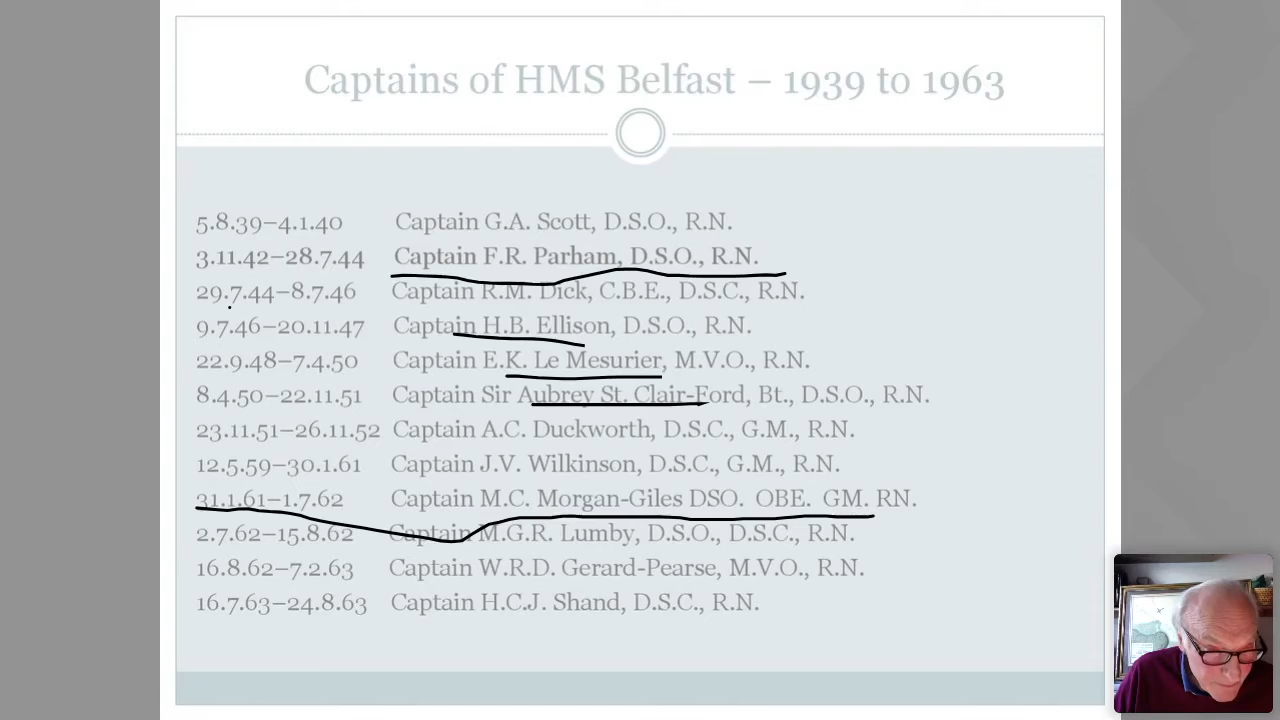 Captains of HMS Belfast – 1939 to 1963
5.8.39–4.1.40 Captain G.A. Scott, D.S.O., R.N.
3.11.42–28.7.44 Captain F.R. Parham, D.S.O., R.N.
29.7.44–8.7.46 Captain R.M. Dick, C.B.E., D.S.C., R.N.
9.7.46–20.11.47 Captain H.B. Ellison, D.S.O., R.N.
22.9.48–7.4.50 Captain E.K. Le Mesurier, M.V.O., R.N.
8.4.50–22.11.51 Captain Sir Aubrey St. Clair-Ford, Bt., D.S.O., R.N.
23.11.51–26.11.52 Captain A.C. Duckworth, D.S.C., G.M., R.N.
12.5.59–30.1.61 Captain J.V. Wilkinson, D.S.C., G.M., R.N.
31.1.61–1.7.62 Captain M.C. Morgan-Giles DSO. OBE. GM. RN.
2.7.62–15.8.62 Captain M.G.R. Lumby, D.S.O., D.S.C., R.N.
16.8.62–7.2.63 Captain W.R.D. Gerard-Pearse, M.V.O., R.N.
16.7.63–24.8.63 Captain H.C.J. Shand, D.S.C., R.N.